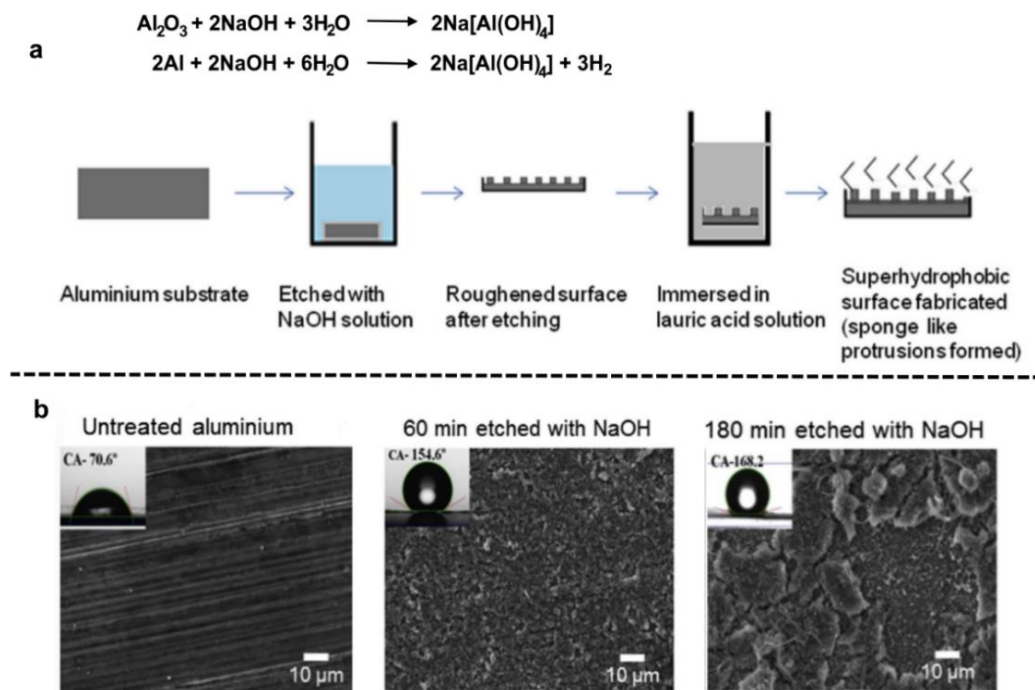 Al₂O₃ + 2NaOH + 3H₂O ⟶ 2Na[Al(OH)₄]
a
2Al + 2NaOH + 6H₂O ⟶ 2Na[Al(OH)₄] + 3H₂
Aluminium substrate
Etched with
NaOH solution
Roughened surface
after etching
Immersed in
lauric acid solution
Superhydrophobic
surface fabricated
(sponge like
protrusions formed)
b
Untreated aluminium
CA- 70.6°
10 µm
60 min etched with NaOH
CA- 154.6°
10 µm
180 min etched with NaOH
CA-168.2
10 µm